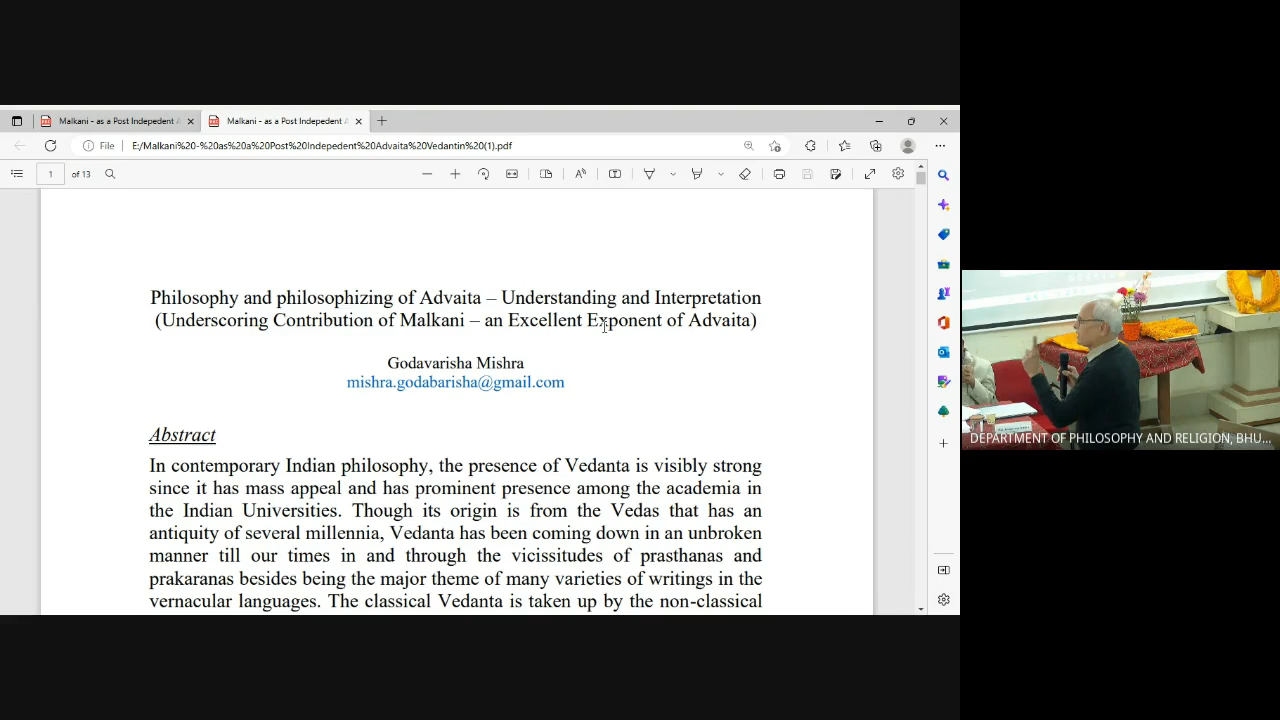 Malkani - as a Post Indepedent A
Malkani - as a Post Indepedent A
File E:/Malkani%20-%20as%20a%20Post%20Indepedent%20Advaita%20Vedantin%20(1).pdf
1 of 13
Philosophy and philosophizing of Advaita – Understanding and Interpretation
(Underscoring Contribution of Malkani – an Excellent Exponent of Advaita)
Godavarisha Mishra
mishra.godabarisha@gmail.com
Abstract
In contemporary Indian philosophy, the presence of Vedanta is visibly strong
since it has mass appeal and has prominent presence among the academia in
the Indian Universities. Though its origin is from the Vedas that has an
antiquity of several millennia, Vedanta has been coming down in an unbroken
manner till our times in and through the vicissitudes of prasthanas and
prakaranas besides being the major theme of many varieties of writings in the
vernacular languages. The classical Vedanta is taken up by the non-classical
DEPARTMENT OF PHILOSOPHY AND RELIGION, BHU...